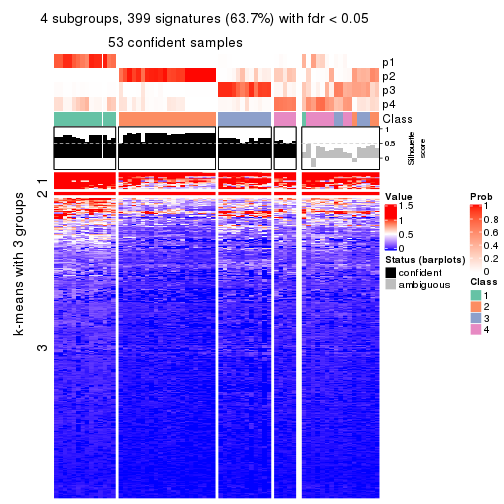 4 subgroups, 399 signatures (63.7%) with fdr < 0.05
53 confident samples
p1
p2
p3
p4
Class
1
0.5
0
Silhouette
score
k-means with 3 groups
1
2
3
Value
1.5
1
0.5
0
Status (barplots)
confident
ambiguous
Prob
1
0.8
0.6
0.4
0.2
0
Class
1
2
3
4